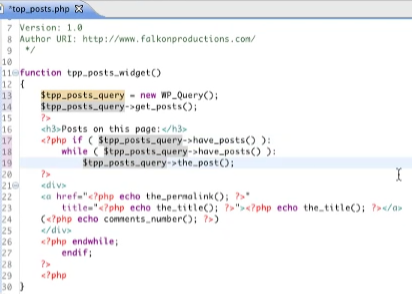 *top_posts.php
7 Version: 1.0
8 Author URI: http://www.falkonproductions.com/
9 */
10
11 function tpp_posts_widget()
12 {
13 $tpp_posts_query = new WP_Query();
14 $tpp_posts_query->get_posts();
15 ?>
16 <h3>Posts on this page:</h3>
17 <?php if ( $tpp_posts_query->have_posts() ):
18 while ( $tpp_posts_query->have_posts() ):
19 $tpp_posts_query->the_post();
20 ?>
21 <div>
22 <a href="<?php echo the_permalink(); ?>"
23 title="<?php echo the_title(); ?>"><?php echo the_title(); ?></a>
24 (<?php echo comments_number(); ?>)
25 </div>
26 <?php endwhile;
27 endif;
28 ?>
29 <?php
30 }